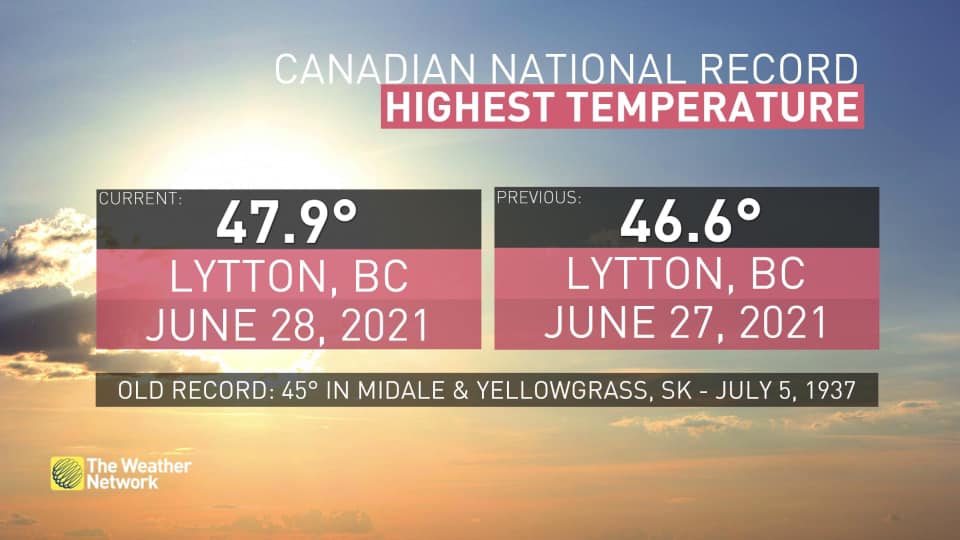 CANADIAN NATIONAL RECORD
HIGHEST TEMPERATURE
CURRENT:
47.9°
LYTTON, BC
JUNE 28, 2021
PREVIOUS:
46.6°
LYTTON, BC
JUNE 27, 2021
OLD RECORD: 45° IN MIDALE & YELLOWGRASS, SK - JULY 5, 1937
The Weather
Network